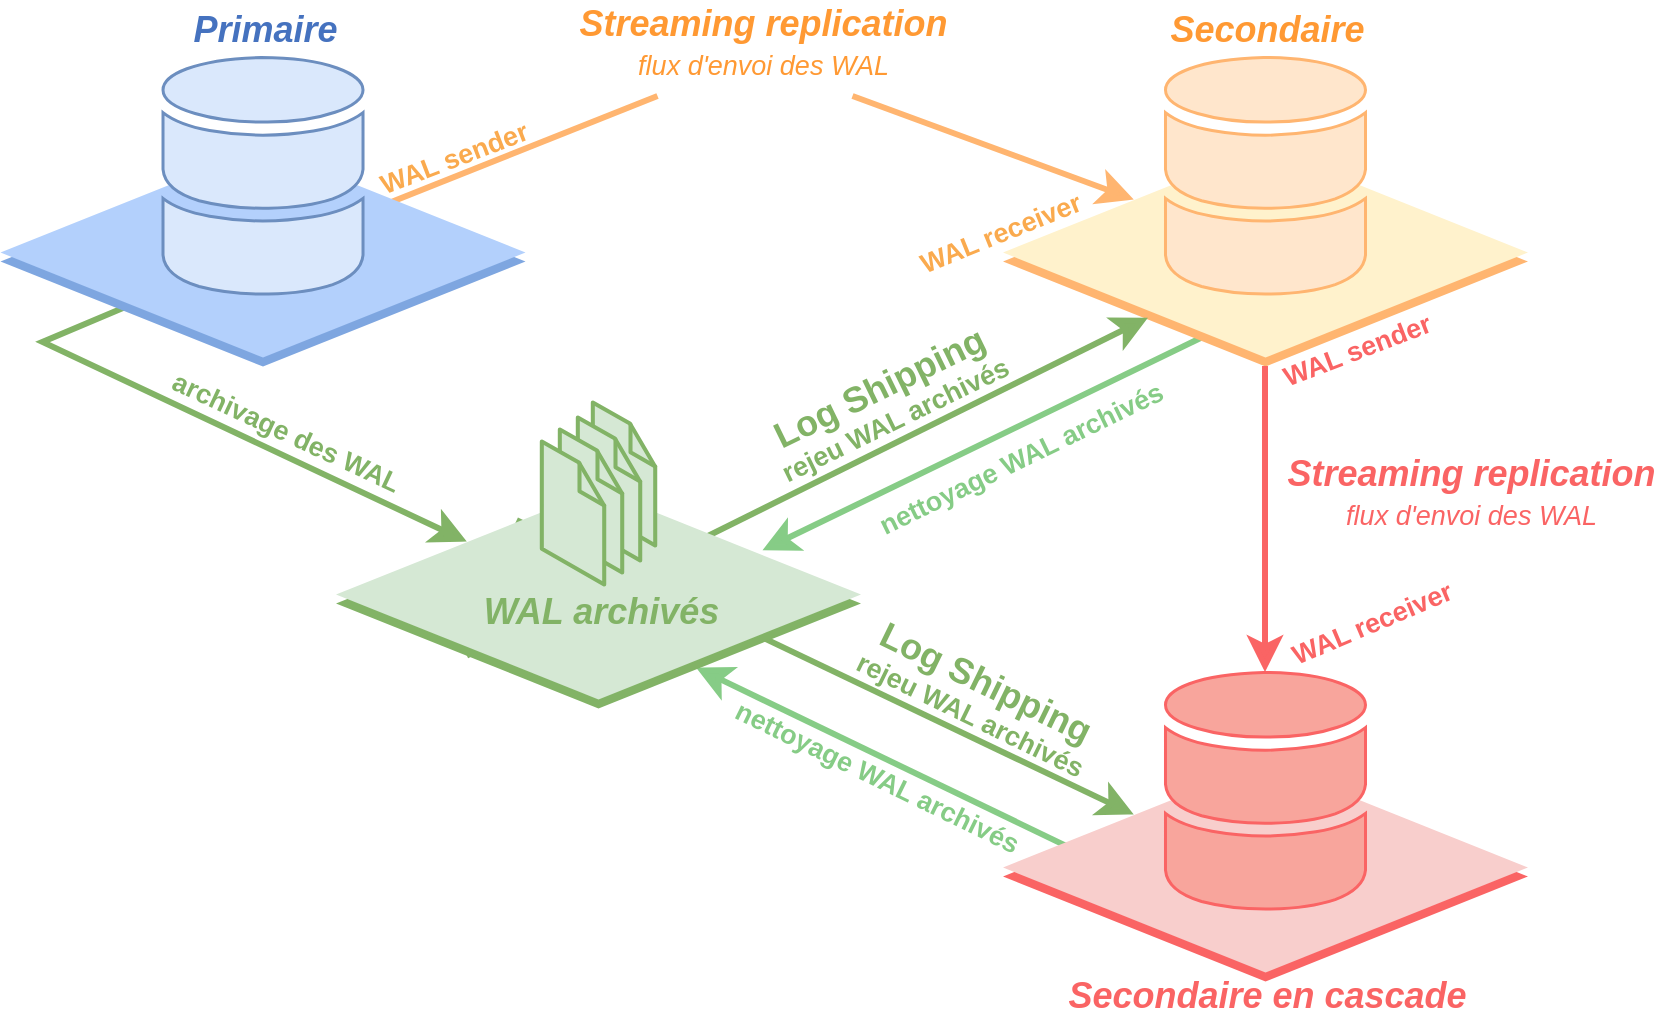 Primaire
Streaming replication
flux d'envoi des WAL
Secondaire
WAL sender
WAL receiver
archivage des WAL
Log Shipping
rejeu WAL archivés
nettoyage WAL archivés
WAL sender
Streaming replication
flux d'envoi des WAL
WAL receiver
WAL archivés
Log Shipping
rejeu WAL archivés
nettoyage WAL archivés
Secondaire en cascade